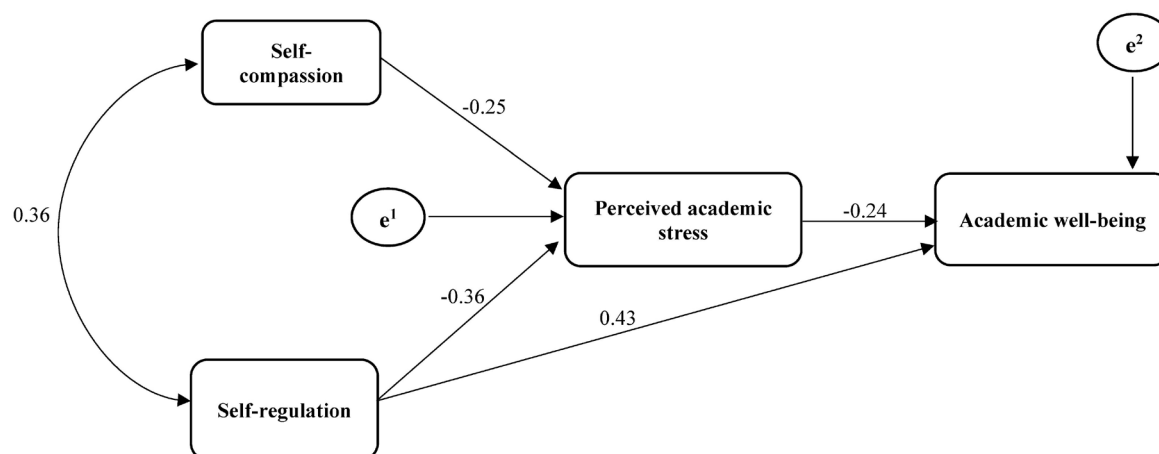 Self-
compassion
e²
-0.25
0.36
e¹
Perceived academic
stress
-0.24
Academic well-being
-0.36
0.43
Self-regulation